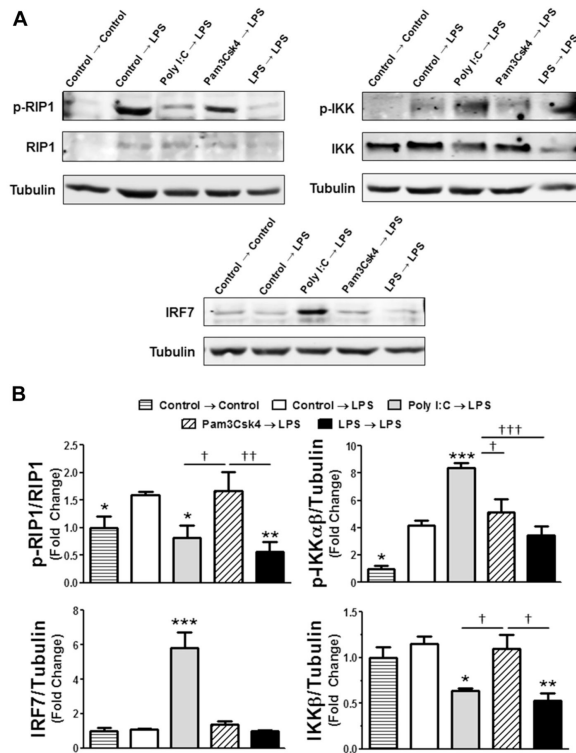 A
Control → Control
Control → LPS
Poly I:C → LPS
Pam3Csk4 → LPS
LPS → LPS
p-RIP1
RIP1
Tubulin
Control → Control
Control → LPS
Poly I:C → LPS
Pam3Csk4 → LPS
LPS → LPS
p-IKK
IKK
Tubulin
Control → Control
Control → LPS
Poly I:C → LPS
Pam3Csk4 → LPS
LPS → LPS
IRF7
Tubulin
B
Control → Control Control → LPS Poly I:C → LPS
Pam3Csk4 → LPS LPS → LPS
p-RIP1/RIP1
(Fold Change)
2.5
2.0
1.5
1.0
0.5
0.0
* * **
† ††
p-IKKαβ/Tubulin
(Fold Change)
10
8
6
4
2
0
* ***
† †††
IRF7/Tubulin
(Fold Change)
8
6
4
2
0
***
IKKβ/Tubulin
(Fold Change)
1.5
1.0
0.5
0.0
* **
† †